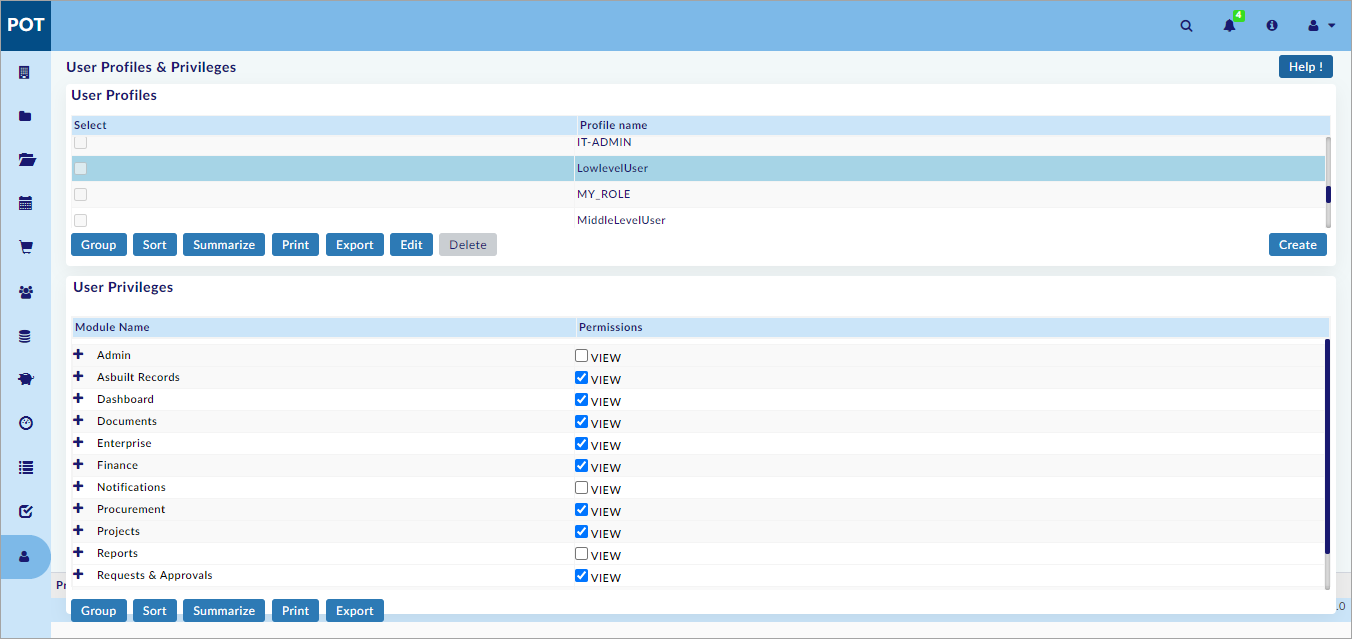 POT
4
User Profiles & Privileges
Help !
User Profiles
Select Profile name
IT-ADMIN
LowlevelUser
MY_ROLE
MiddleLevelUser
Group Sort Summarize Print Export Edit Delete Create
User Privileges
Module Name Permissions
Admin VIEW
Asbuilt Records VIEW
Dashboard VIEW
Documents VIEW
Enterprise VIEW
Finance VIEW
Notifications VIEW
Procurement VIEW
Projects VIEW
Reports VIEW
Requests & Approvals VIEW
Group Sort Summarize Print Export